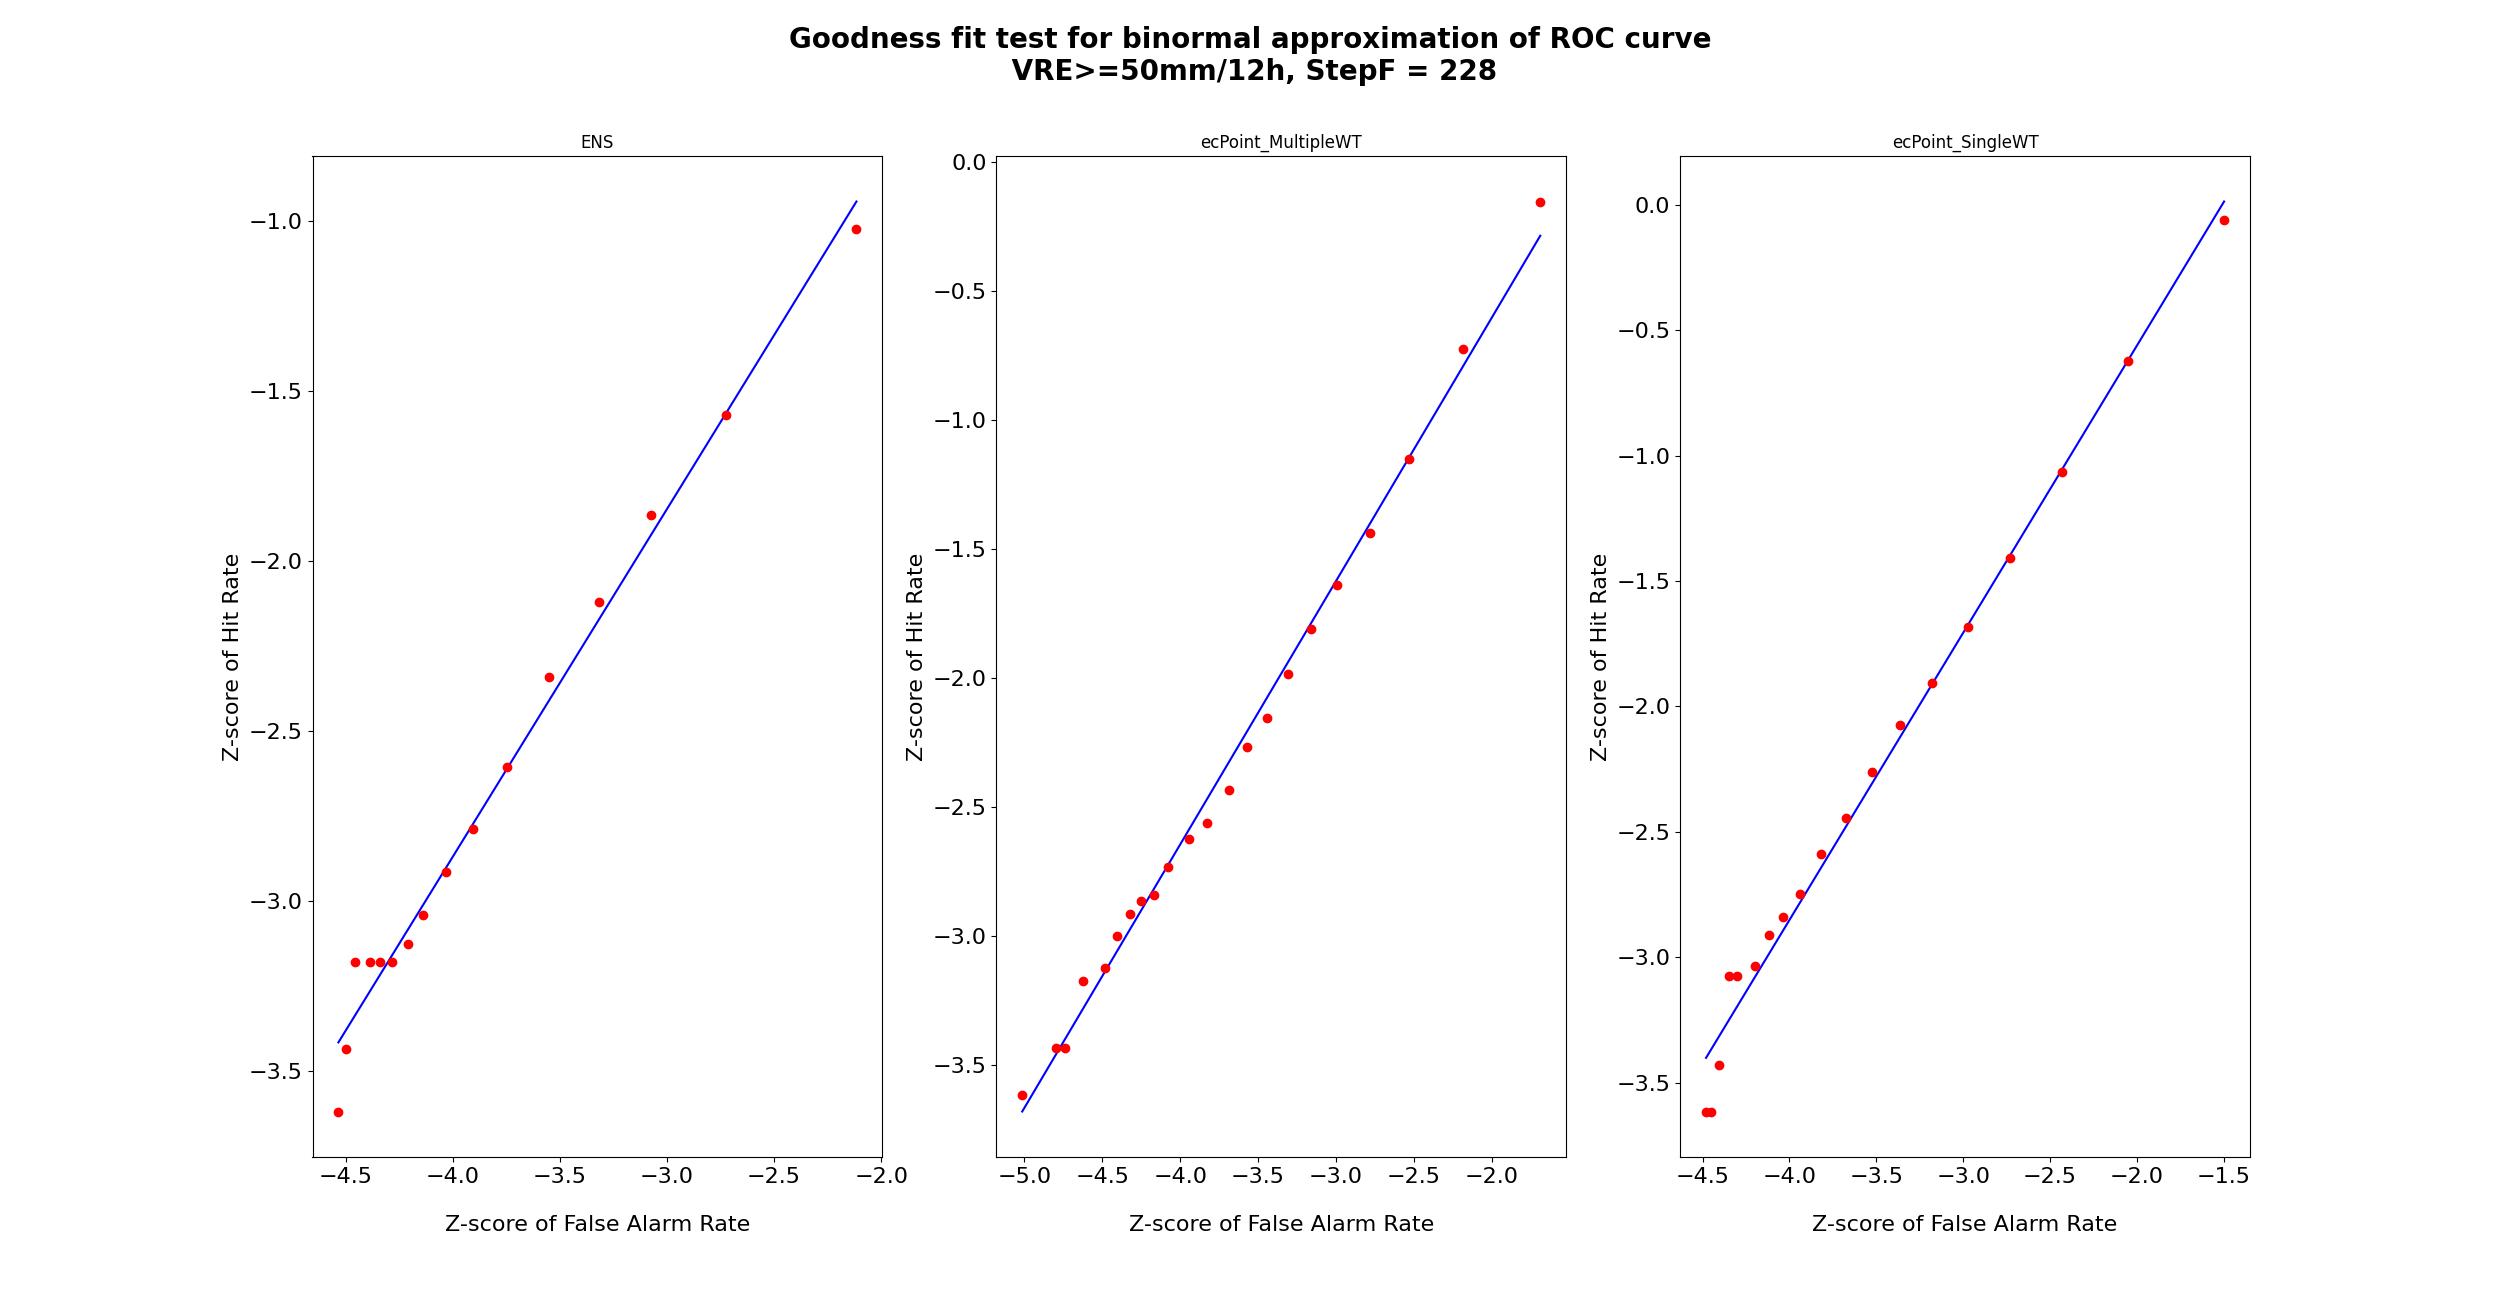 Goodness fit test for binormal approximation of ROC curve
VRE>=50mm/12h, StepF = 228
ENS
−1.0
−1.5
−2.0
−2.5
−3.0
−3.5
Z-score of Hit Rate
−4.5 −4.0 −3.5 −3.0 −2.5 −2.0
Z-score of False Alarm Rate
ecPoint_MultipleWT
0.0
−0.5
−1.0
−1.5
−2.0
−2.5
−3.0
−3.5
Z-score of Hit Rate
−5.0 −4.5 −4.0 −3.5 −3.0 −2.5 −2.0
Z-score of False Alarm Rate
ecPoint_SingleWT
0.0
−0.5
−1.0
−1.5
−2.0
−2.5
−3.0
−3.5
Z-score of Hit Rate
−4.5 −4.0 −3.5 −3.0 −2.5 −2.0 −1.5
Z-score of False Alarm Rate